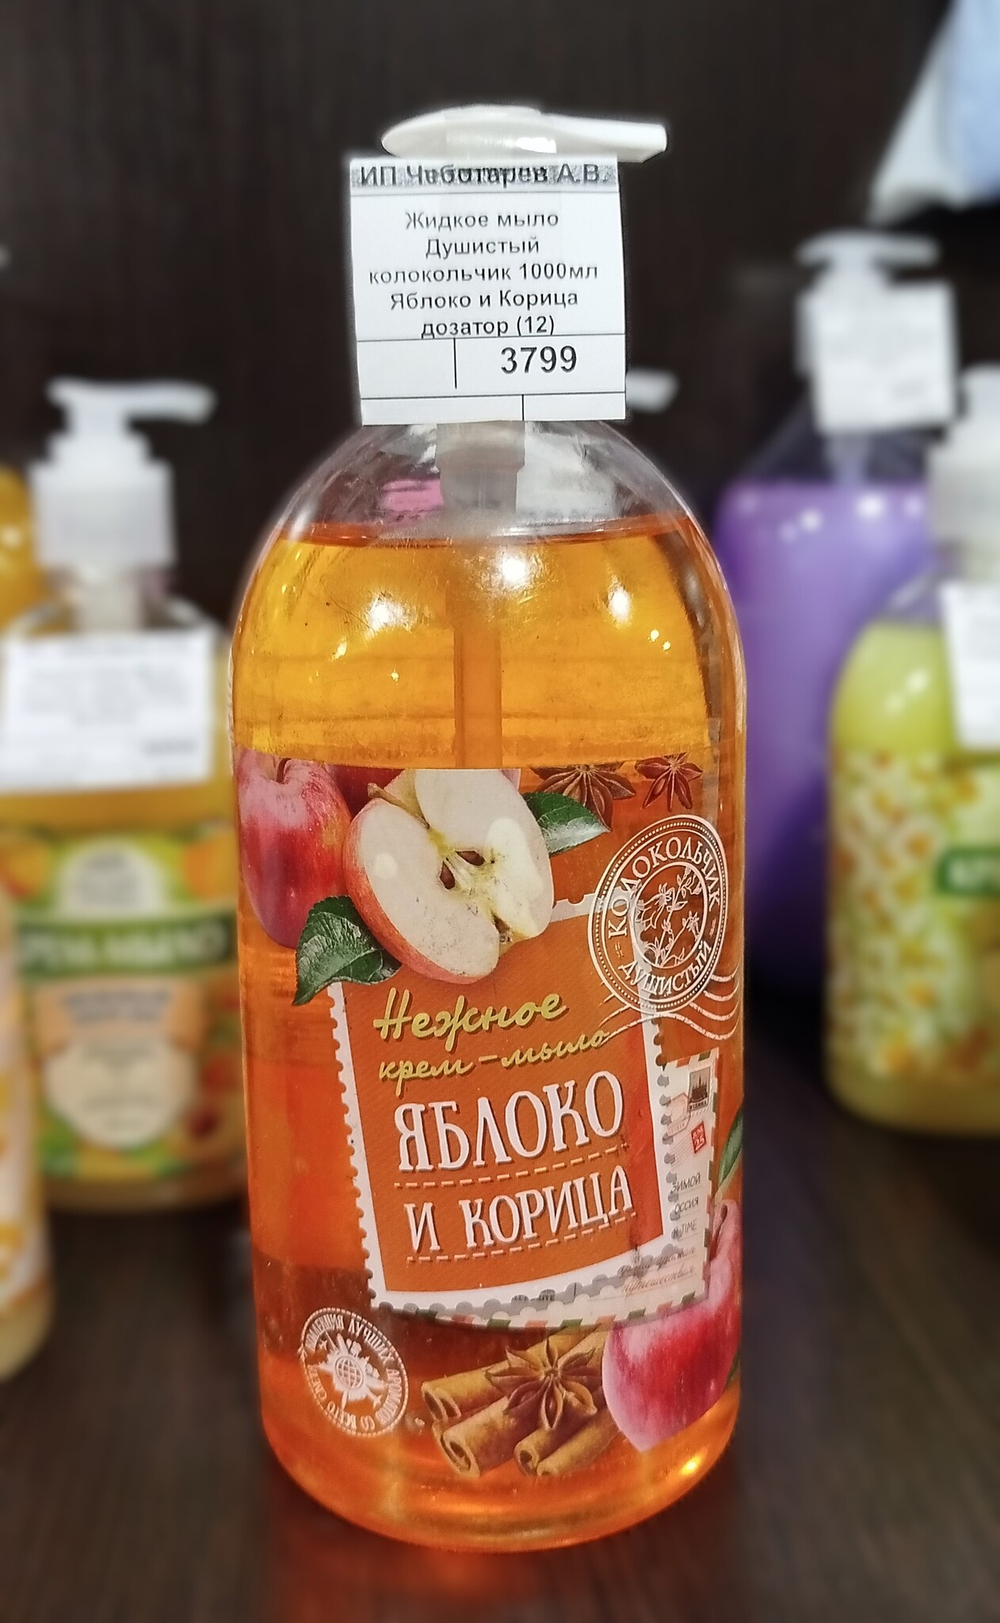 ИП Чеботарев А.В.
Жидкое мыло
Душистый
колокольчик 1000мл
Яблоко и Корица
дозатор (12)
3799
КОЛОКОЛЬЧИК
ДУШИСТЫЙ
Нежное
крем-мыло
ЯБЛОКО
И КОРИЦА